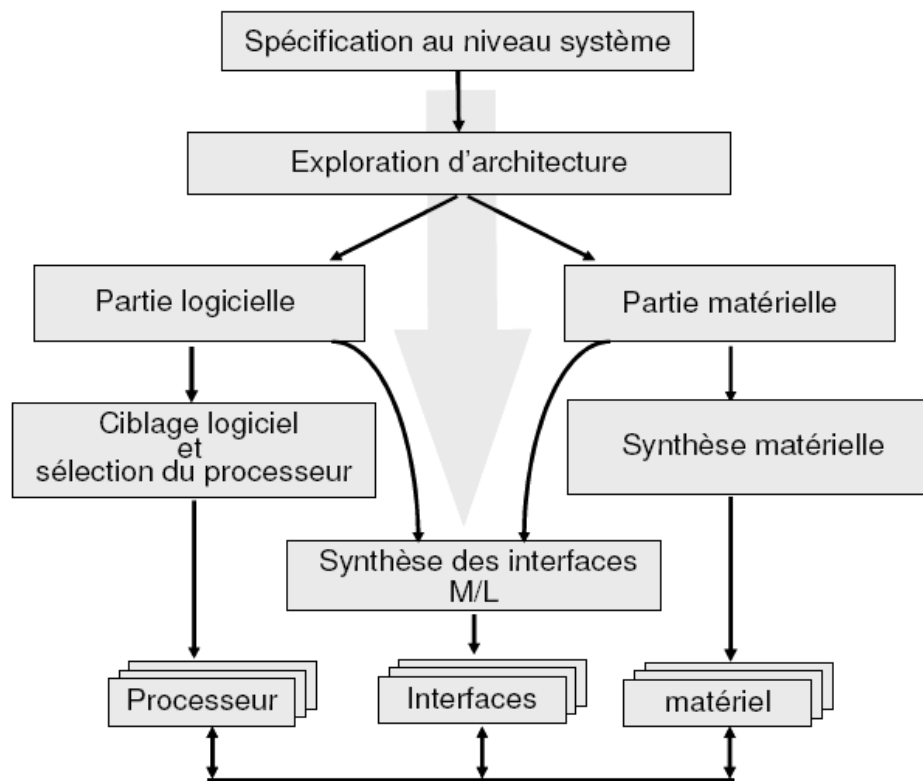 Spécification au niveau système
Exploration d'architecture
Partie logicielle
Partie matérielle
Ciblage logiciel
et
sélection du processeur
Synthèse matérielle
Synthèse des interfaces
M/L
Processeur
Interfaces
matériel